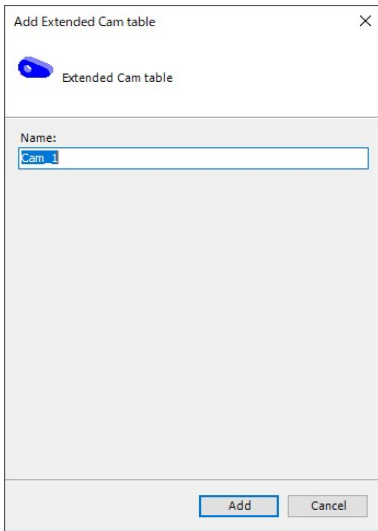 Add Extended Cam table
Extended Cam table
Name:
Cam_1
Add
Cancel